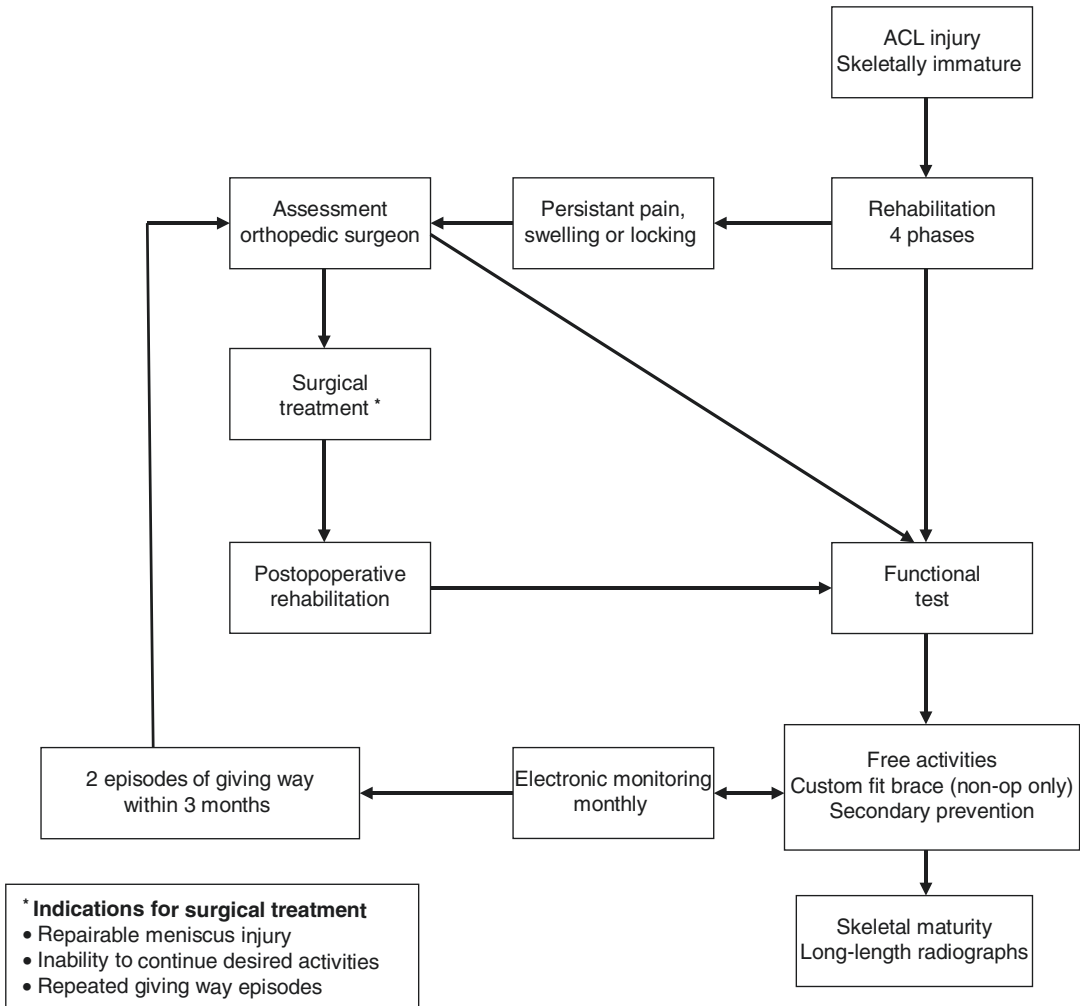 ACL injury
Skeletally immature
Assessment
orthopedic surgeon
Persistant pain,
swelling or locking
Rehabilitation
4 phases
Surgical
treatment *
Postopoperative
rehabilitation
Functional
test
2 episodes of giving way
within 3 months
Electronic monitoring
monthly
Free activities
Custom fit brace (non-op only)
Secondary prevention
* Indications for surgical treatment
• Repairable meniscus injury
• Inability to continue desired activities
• Repeated giving way episodes
Skeletal maturity
Long-length radiographs